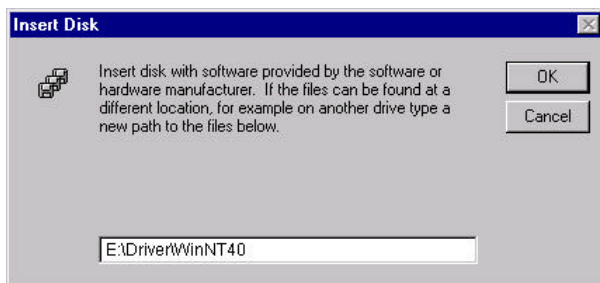 Insert Disk
Insert disk with software provided by the software or
hardware manufacturer. If the files can be found at a
different location, for example on another drive type a
new path to the files below.
OK
Cancel
E:\Driver\WinNT40